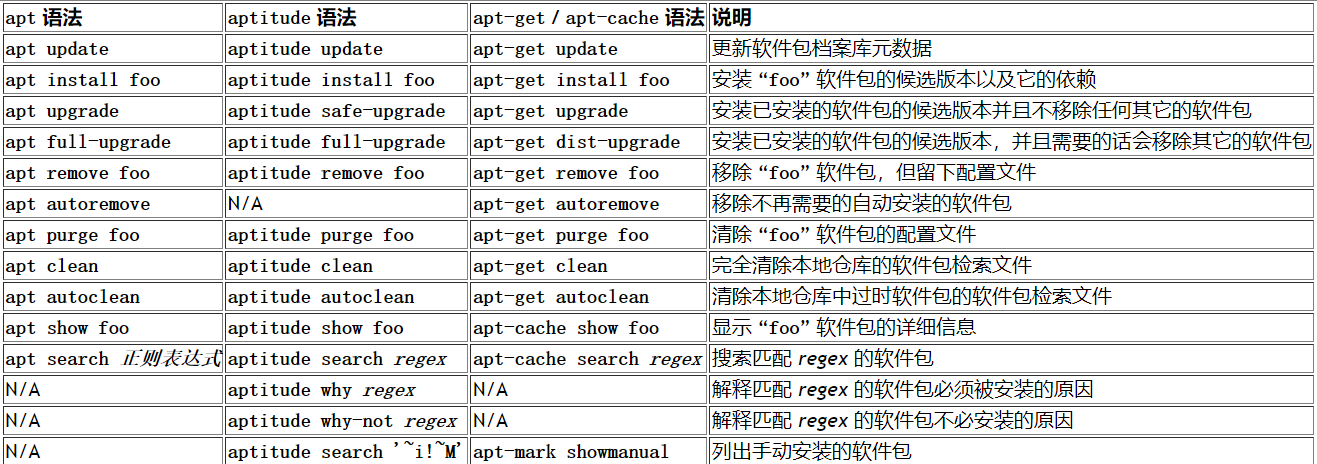 apt 语法 aptitude 语法 apt-get / apt-cache 语法 说明
apt update aptitude update apt-get update 更新软件包档案库元数据
apt install foo aptitude install foo apt-get install foo 安装 “foo” 软件包的候选版本以及它的依赖
apt upgrade aptitude safe-upgrade apt-get upgrade 安装已安装的软件包的候选版本并且不移除任何其它的软件包
apt full-upgrade aptitude full-upgrade apt-get dist-upgrade 安装已安装的软件包的候选版本，并且需要的话会移除其它的软件包
apt remove foo aptitude remove foo apt-get remove foo 移除 “foo” 软件包，但留下配置文件
apt autoremove N/A apt-get autoremove 移除不再需要的自动安装的软件包
apt purge foo aptitude purge foo apt-get purge foo 清除 “foo” 软件包的配置文件
apt clean aptitude clean apt-get clean 完全清除本地仓库的软件包检索文件
apt autoclean aptitude autoclean apt-get autoclean 清除本地仓库中过时软件包的软件包检索文件
apt show foo aptitude show foo apt-cache show foo 显示 “foo” 软件包的详细信息
apt search 正则表达式 aptitude search regex apt-cache search regex 搜索匹配 regex 的软件包
N/A aptitude why regex N/A 解释匹配 regex 的软件包必须被安装的原因
N/A aptitude why-not regex N/A 解释匹配 regex 的软件包不必安装的原因
N/A aptitude search '~i!~M' apt-mark showmanual 列出手动安装的软件包